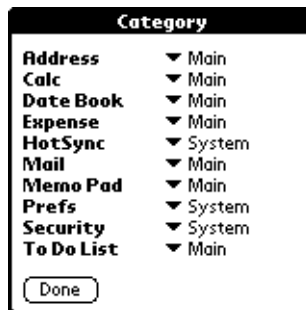 Category
Address Main
Calc Main
Date Book Main
Expense Main
HotSync System
Mail Main
Memo Pad Main
Prefs System
Security System
To Do List Main
Done